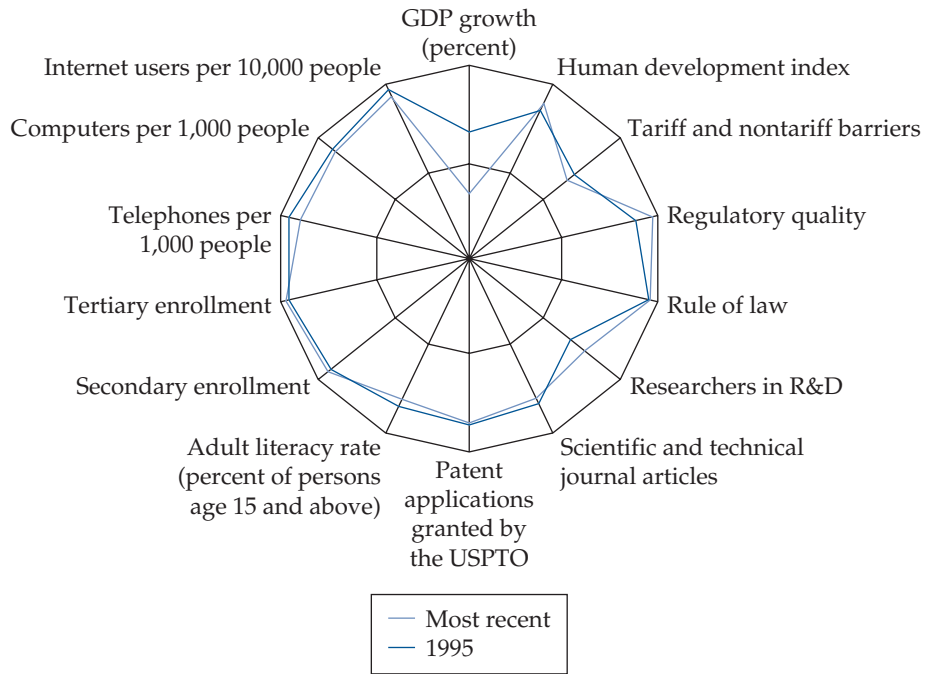 GDP growth
(percent)
Human development index
Tariff and nontariff barriers
Regulatory quality
Rule of law
Researchers in R&D
Scientific and technical
journal articles
Patent
applications
granted by
the USPTO
Adult literacy rate
(percent of persons
age 15 and above)
Secondary enrollment
Tertiary enrollment
Telephones per
1,000 people
Computers per 1,000 people
Internet users per 10,000 people
Most recent
1995